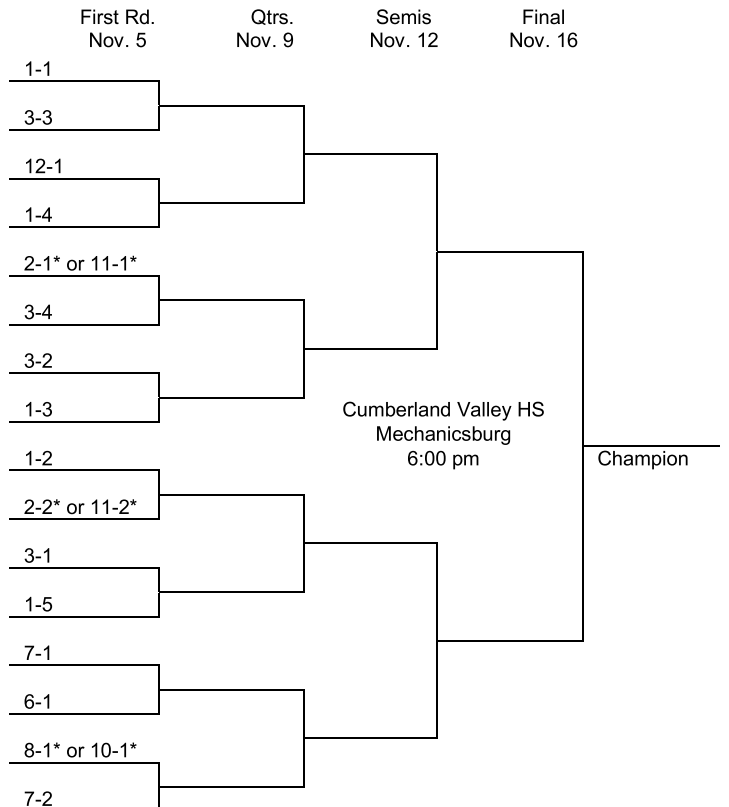 First Rd. Qtrs. Semis Final
Nov. 5 Nov. 9 Nov. 12 Nov. 16
1-1
3-3
12-1
1-4
2-1* or 11-1*
3-4
3-2
1-3
Cumberland Valley HS
Mechanicsburg
6:00 pm
Champion
1-2
2-2* or 11-2*
3-1
1-5
7-1
6-1
8-1* or 10-1*
7-2